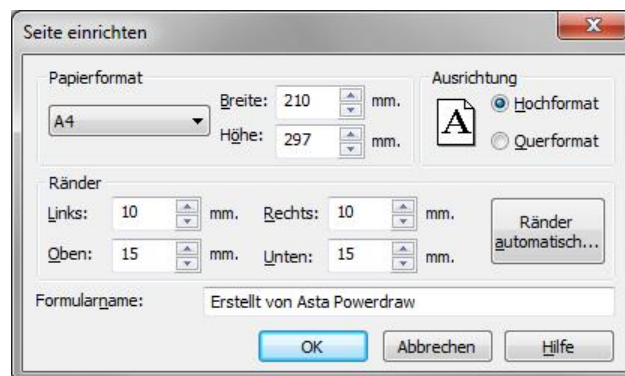 Seite einrichten
Papierformat
A4
Breite: 210 mm.
Höhe: 297 mm.
Ausrichtung
A
Hochformat
Querformat
Ränder
Links: 10 mm. Rechts: 10 mm.
Oben: 15 mm. Unten: 15 mm.
Ränder
automatisch...
Formularname: Erstellt von Asta Powerdraw
OK Abbrechen Hilfe